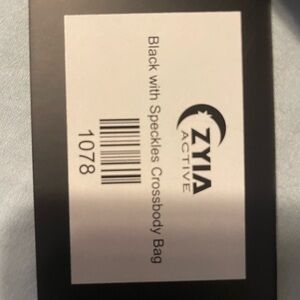 ZYIA
ACTIVE
Black with Speckles Crossbody Bag
1078